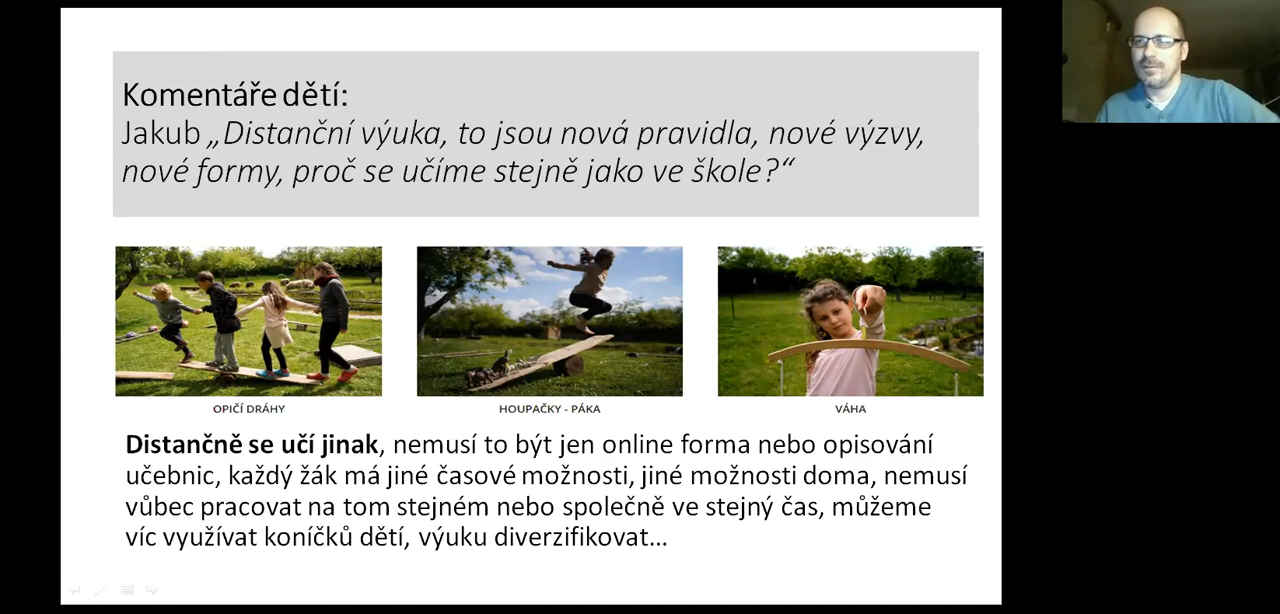 Komentáře dětí:
Jakub „Distanční výuka, to jsou nová pravidla, nové výzvy,
nové formy, proč se učíme stejně jako ve škole?“
OPIČÍ DRÁHY
HOUPAČKY - PÁKA
VÁHA
Distančně se učí jinak, nemusí to být jen online forma nebo opisování
učebnic, každý žák má jiné časové možnosti, jiné možnosti doma, nemusí
vůbec pracovat na tom stejném nebo společně ve stejný čas, můžeme
víc využívat koníčků dětí, výuku diverzifikovat…